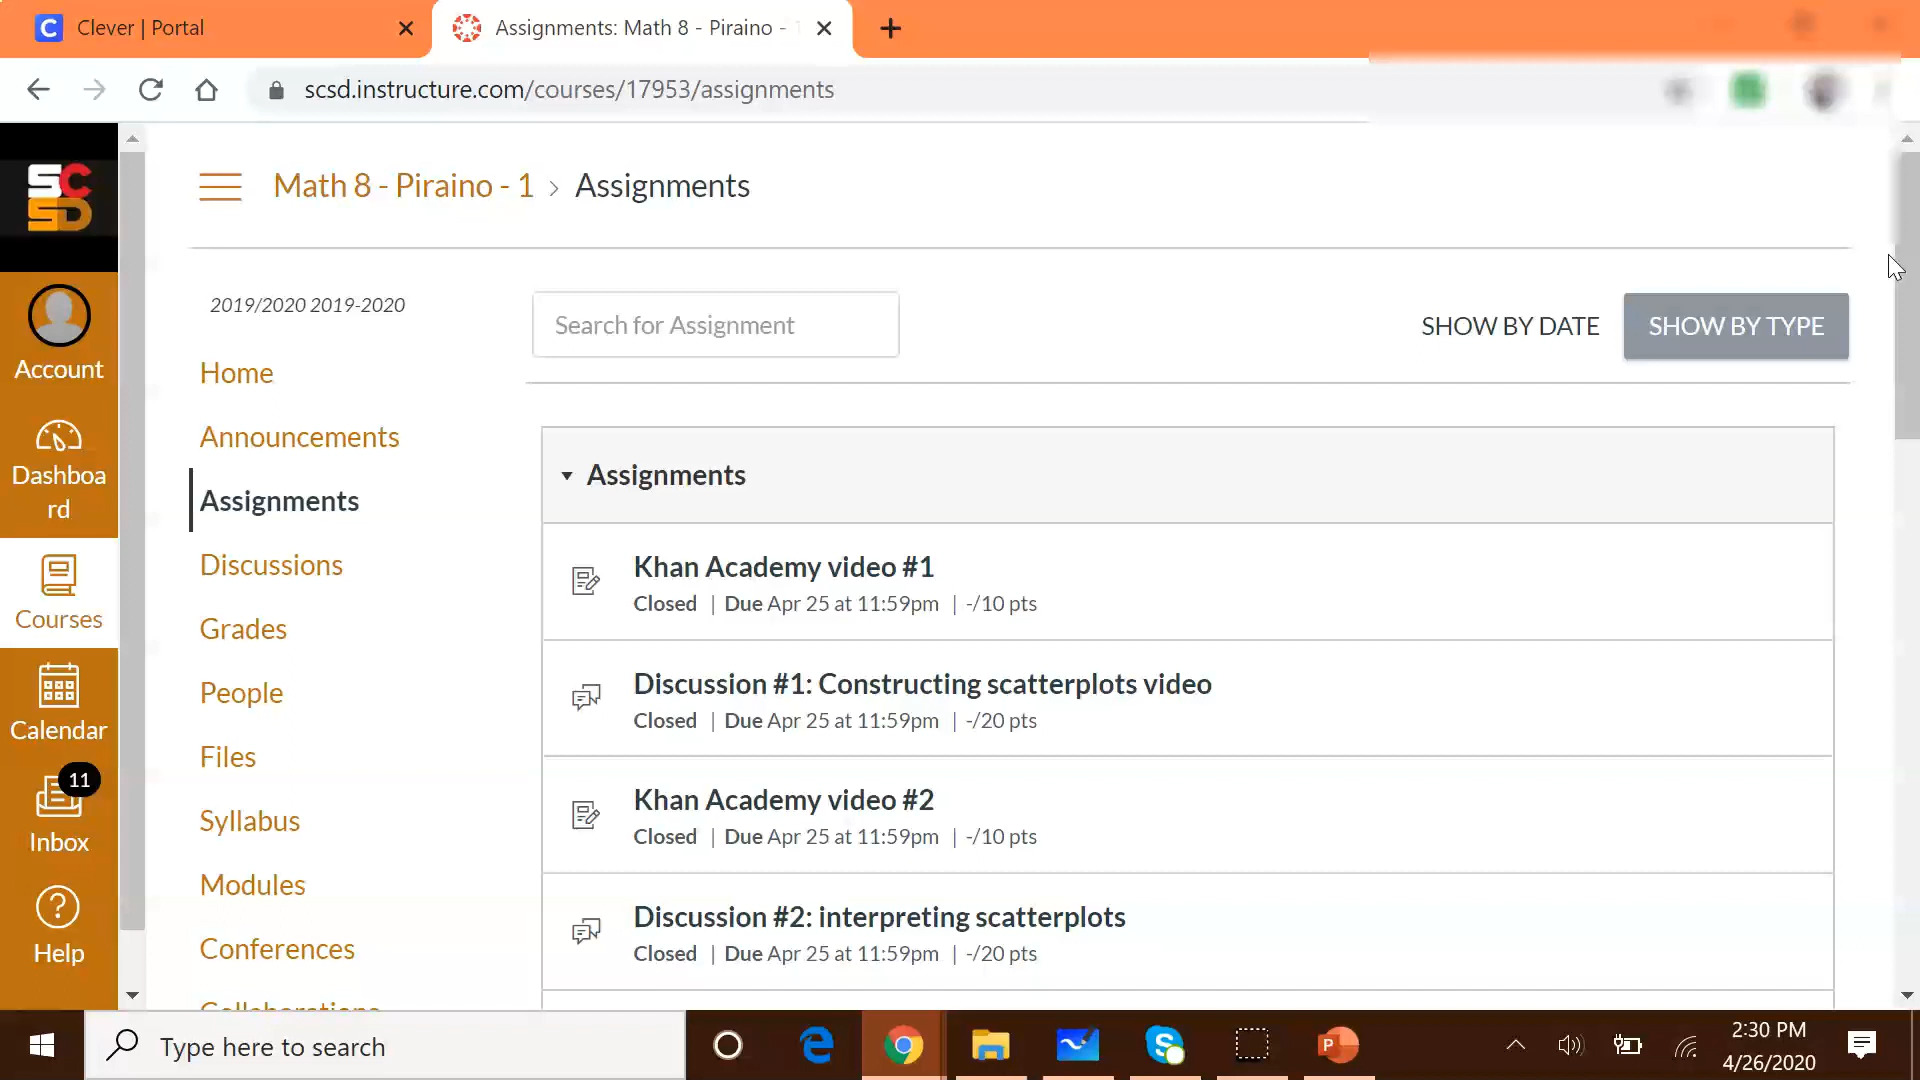 Clever | Portal
Assignments: Math 8 - Piraino -
scsd.instructure.com/courses/17953/assignments
SCSD
Math 8 - Piraino - 1 › Assignments
2019/2020 2019-2020
Search for Assignment
SHOW BY DATE
SHOW BY TYPE
Account
Dashboa
rd
Courses
Calendar
11
Inbox
Help
Home
Announcements
Assignments
Discussions
Grades
People
Files
Syllabus
Modules
Conferences
Collaborations
Assignments
Khan Academy video #1
Closed | Due Apr 25 at 11:59pm | -/10 pts
Discussion #1: Constructing scatterplots video
Closed | Due Apr 25 at 11:59pm | -/20 pts
Khan Academy video #2
Closed | Due Apr 25 at 11:59pm | -/10 pts
Discussion #2: interpreting scatterplots
Closed | Due Apr 25 at 11:59pm | -/20 pts
Type here to search
2:30 PM
4/26/2020